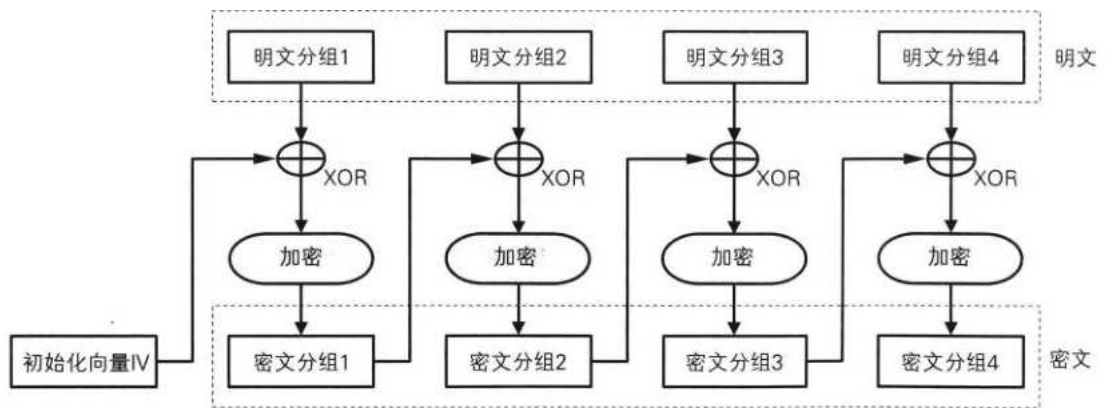 明文分组1
明文分组2
明文分组3
明文分组4
明文
XOR
XOR
XOR
XOR
加密
加密
加密
加密
初始化向量IV
密文分组1
密文分组2
密文分组3
密文分组4
密文